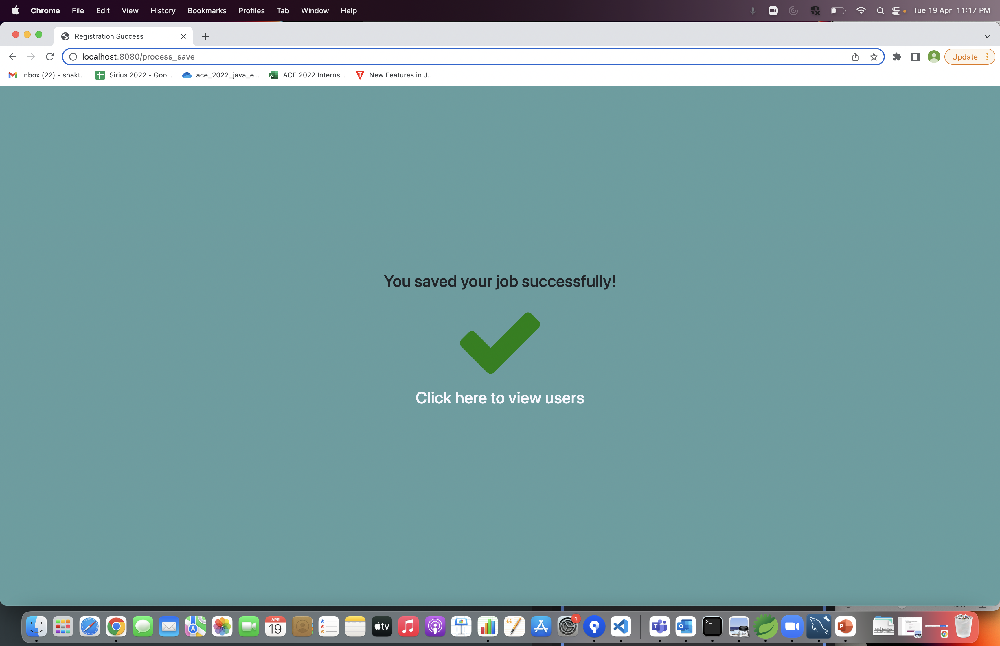 Chrome File Edit View History Bookmarks Profiles Tab Window Help Tue 19 Apr 11:17 PM
Registration Success
localhost:8080/process_save Update
Inbox (22) - shakt... Sirius 2022 - Goo... ace_2022_java_e... ACE 2022 Interns... New Features in J...
You saved your job successfully!
Click here to view users
APR
19
tv
1